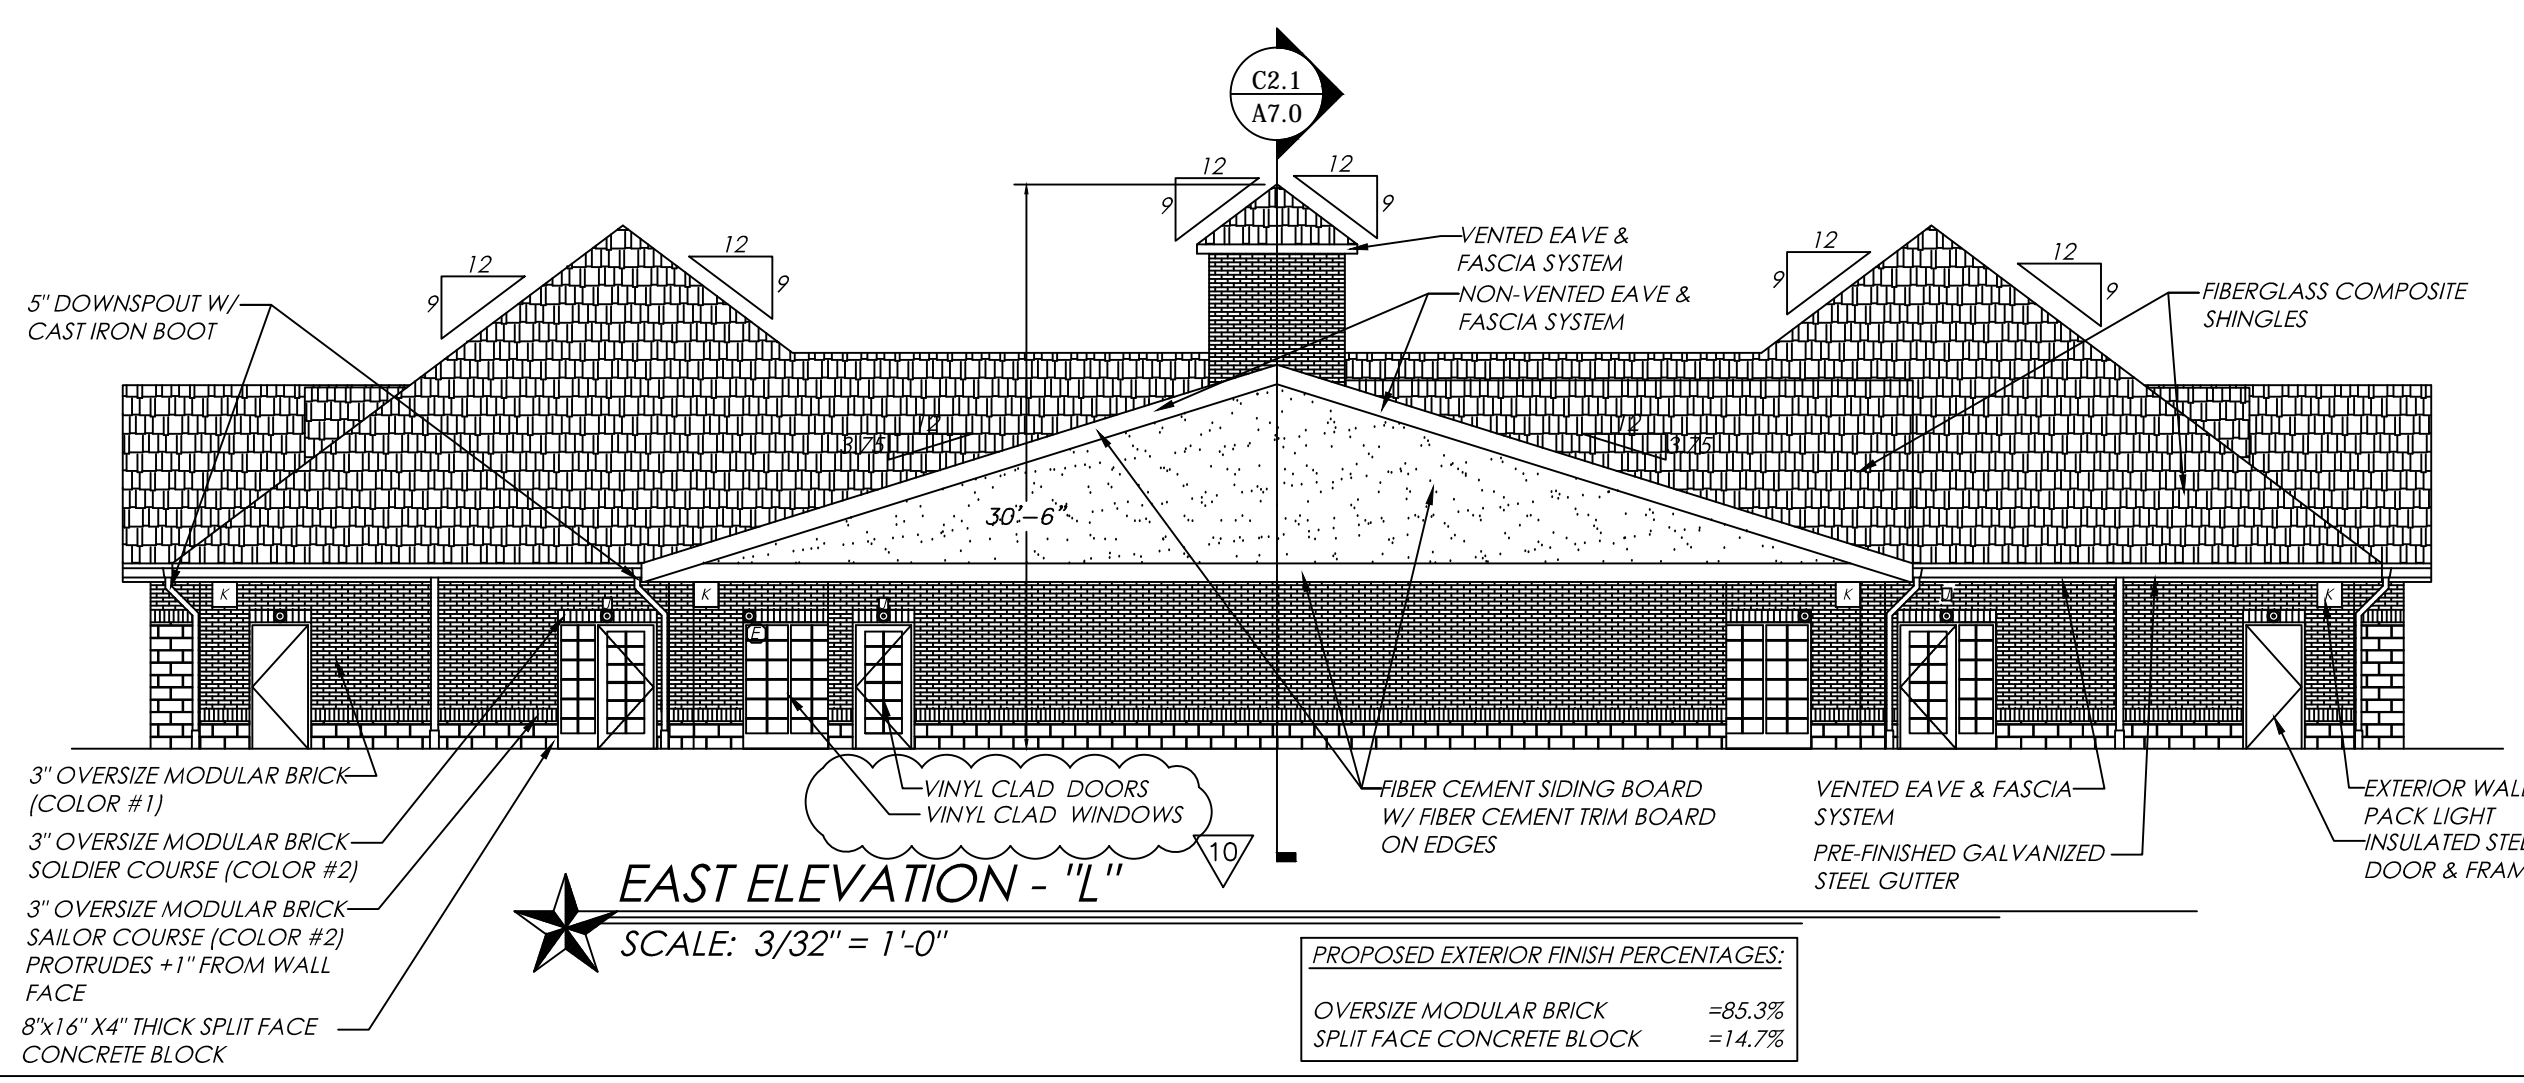 C2.1
A7.0
12
12
9
9
12
12
9
9
12
12
9
9
VENTED EAVE &
FASCIA SYSTEM
NON-VENTED EAVE &
FASCIA SYSTEM
5" DOWNSPOUT W/
CAST IRON BOOT
FIBERGLASS COMPOSITE
SHINGLES
12
3.75
12
3.75
30'-6"
K
K
K
K
J
J
J
E
3" OVERSIZE MODULAR BRICK
(COLOR #1)
3" OVERSIZE MODULAR BRICK
SOLDIER COURSE (COLOR #2)
3" OVERSIZE MODULAR BRICK
SAILOR COURSE (COLOR #2)
PROTRUDES +1" FROM WALL
FACE
8"x16" X4" THICK SPLIT FACE
CONCRETE BLOCK
VINYL CLAD DOORS
VINYL CLAD WINDOWS
10
FIBER CEMENT SIDING BOARD
W/ FIBER CEMENT TRIM BOARD
ON EDGES
VENTED EAVE & FASCIA
SYSTEM
PRE-FINISHED GALVANIZED
STEEL GUTTER
EXTERIOR WALL
PACK LIGHT
INSULATED STEE
DOOR & FRAM
EAST ELEVATION - "L"
SCALE: 3/32" = 1'-0"
PROPOSED EXTERIOR FINISH PERCENTAGES:
OVERSIZE MODULAR BRICK =85.3%
SPLIT FACE CONCRETE BLOCK =14.7%